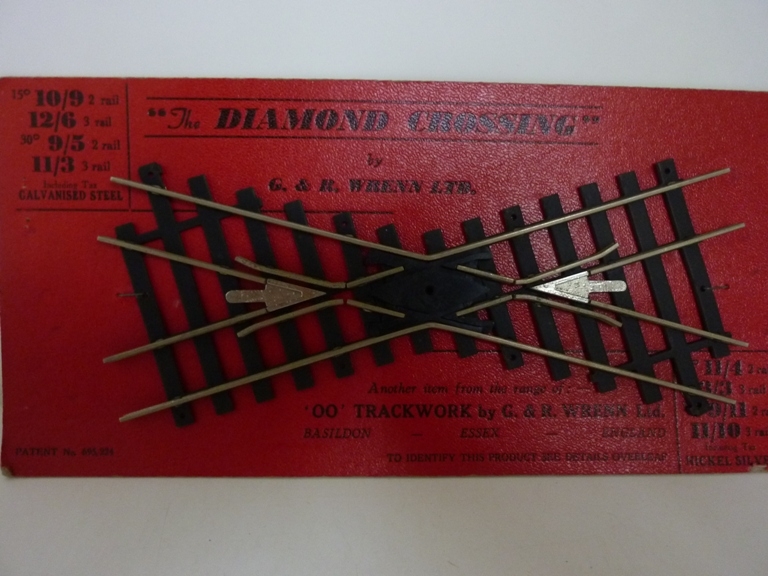 15° 10/9 2 rail
12/6 3 rail
30° 9/5 2 rail
11/3 3 rail
Including Tax
GALVANISED STEEL
"The DIAMOND CROSSING"
by
G. & R. WRENN LTD.
Another item from the range of:—
'OO' TRACKWORK by G. & R. WRENN Ltd.
BASILDON — ESSEX — ENGLAND
TO IDENTIFY THIS PRODUCT SEE DETAILS OVERLEAF
PATENT No.
11/4
11/10
NICKEL SILVE